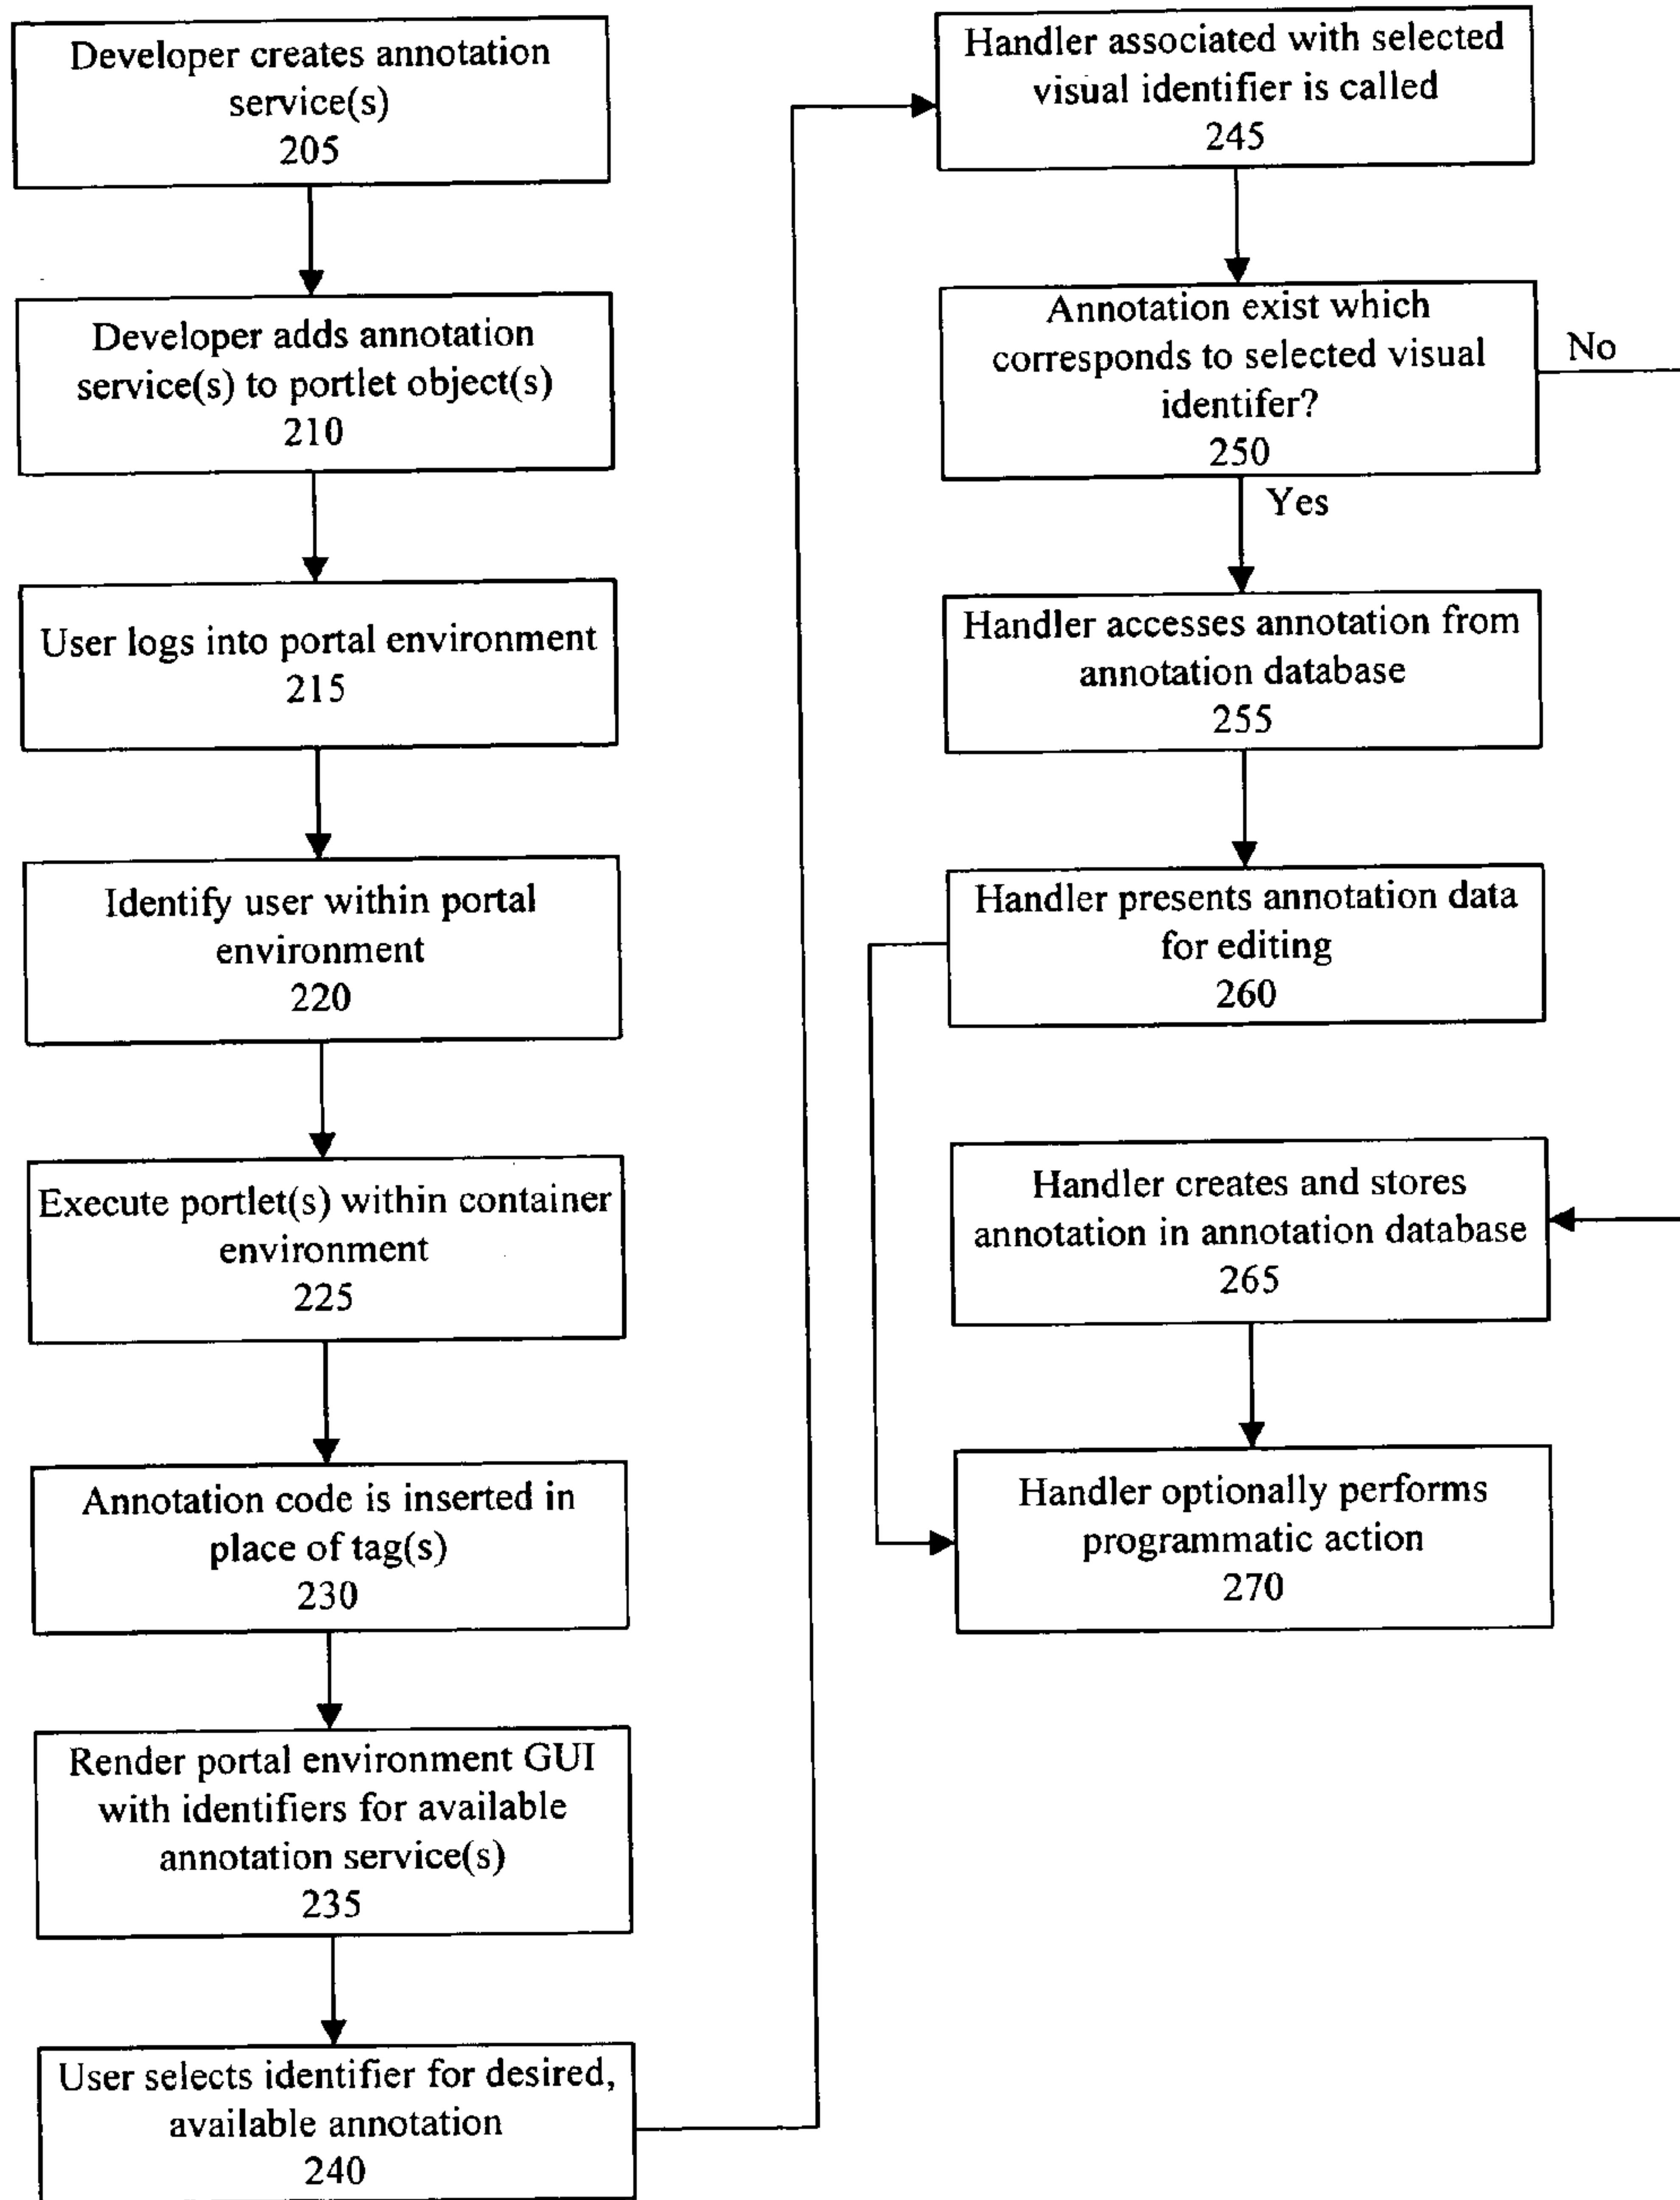 Developer creates annotation
service(s)
205
Developer adds annotation
service(s) to portlet object(s)
210
User logs into portal environment
215
Identify user within portal
environment
220
Execute portlet(s) within container
environment
225
Annotation code is inserted in
place of tag(s)
230
Render portal environment GUI
with identifiers for available
annotation service(s)
235
User selects identifier for desired,
available annotation
240
Handler associated with selected
visual identifier is called
245
Annotation exist which
corresponds to selected visual
identifer?
250
No
Yes
Handler accesses annotation from
annotation database
255
Handler presents annotation data
for editing
260
Handler creates and stores
annotation in annotation database
265
Handler optionally performs
programmatic action
270